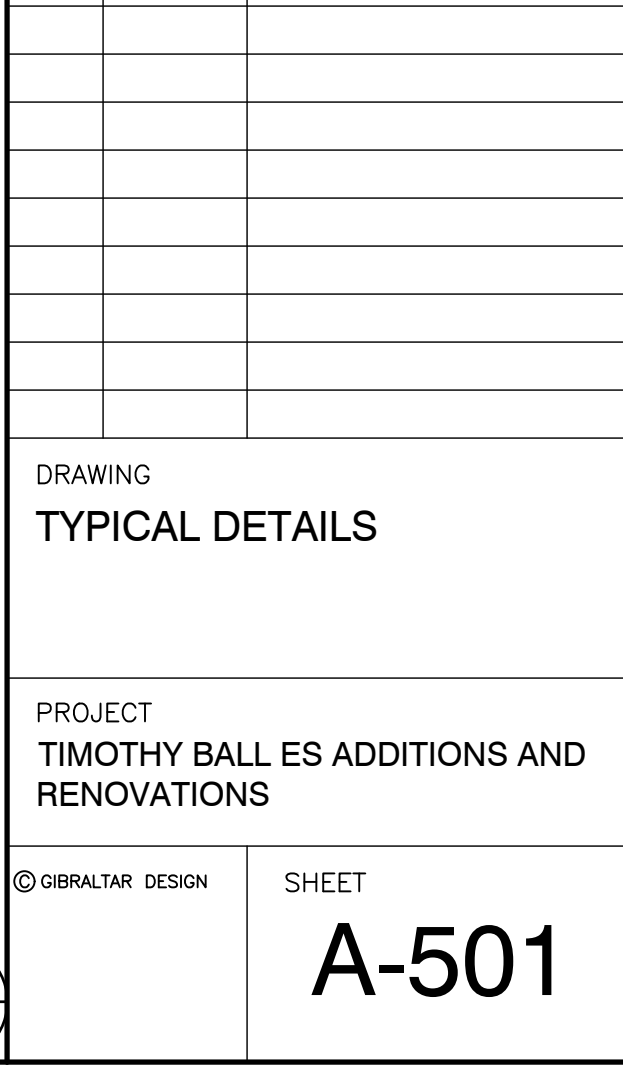 DRAWING
TYPICAL DETAILS
PROJECT
TIMOTHY BALL ES ADDITIONS AND
RENOVATIONS
© GIBRALTAR DESIGN
SHEET
A-501